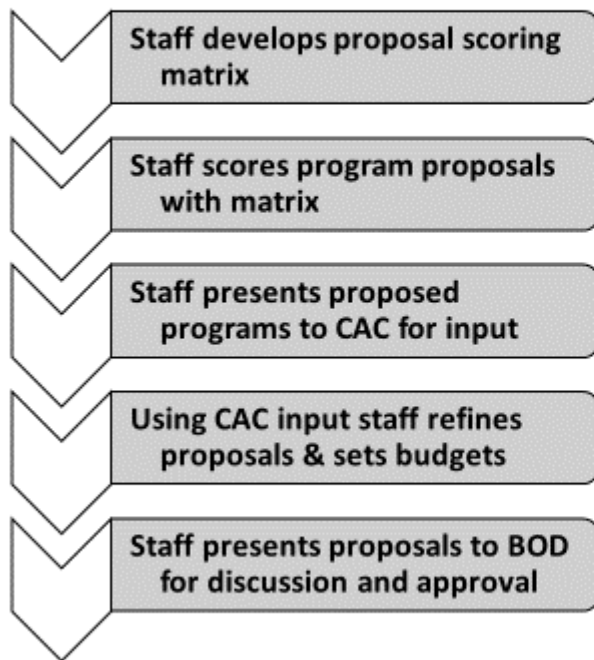 Staff develops proposal scoring
matrix
Staff scores program proposals
with matrix
Staff presents proposed
programs to CAC for input
Using CAC input staff refines
proposals & sets budgets
Staff presents proposals to BOD
for discussion and approval